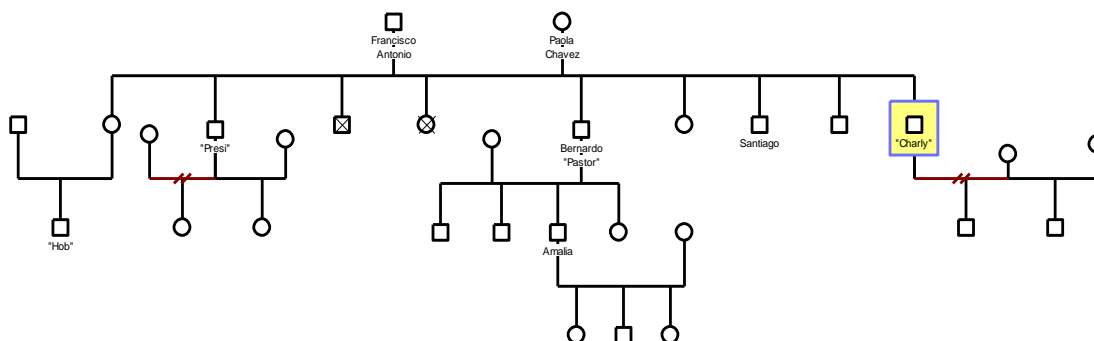 Francisco
Antonio
Paola
Chavez
"Presi"
Bernardo
"Pastor"
Santiago
"Charly"
"Hob"
Amalia